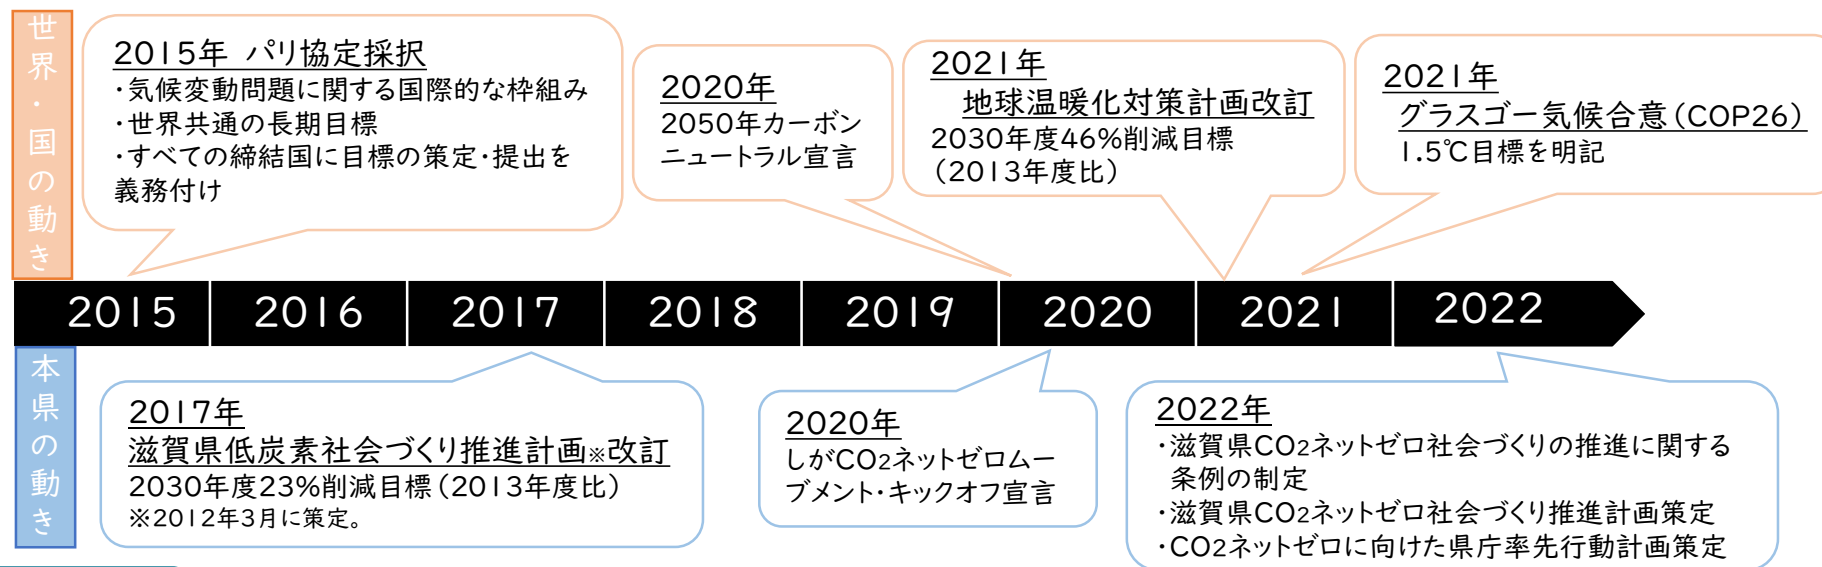 世界・国の動き
2015年 パリ協定採択
・気候変動問題に関する国際的な枠組み
・世界共通の長期目標
・すべての締結国に目標の策定・提出を
義務付け
2020年
2050年カーボン
ニュートラル宣言
2021年
地球温暖化対策計画改訂
2030年度46%削減目標
(2013年度比)
2021年
グラスゴー気候合意(COP26)
1.5℃目標を明記
2015 2016 2017 2018 2019 2020 2021 2022
本県の動き
2017年
滋賀県低炭素社会づくり推進計画※改訂
2030年度23%削減目標(2013年度比)
※2012年3月に策定。
2020年
しがCO2ネットゼロムー
ブメント・キックオフ宣言
2022年
・滋賀県CO2ネットゼロ社会づくりの推進に関する
条例の制定
・滋賀県CO2ネットゼロ社会づくり推進計画策定
・CO2ネットゼロに向けた県庁率先行動計画策定